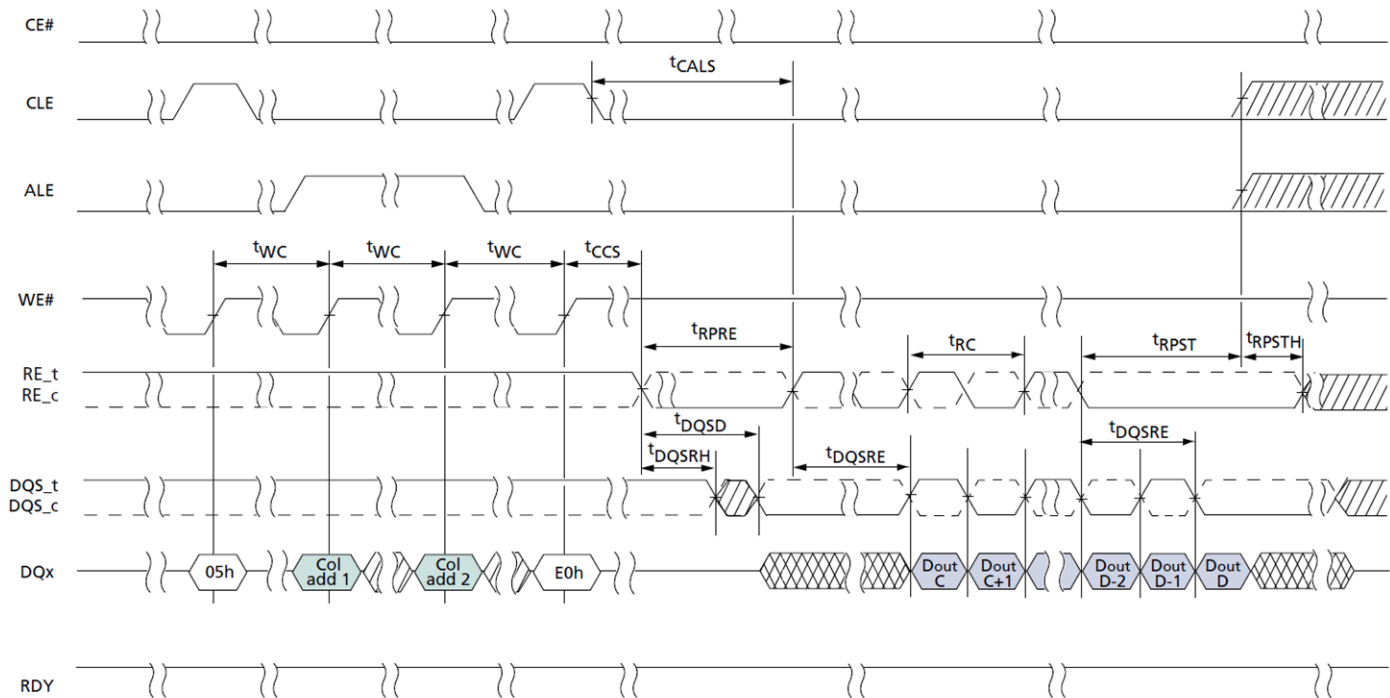 CE#
tCALS
CLE
ALE
tWC tWC tWC tCCS
WE#
tRPRE tRC tRPST tRPSTH
RE_t
RE_c
tDQSD tDQSRE
tDQSRH tDQSRE
DQS_t
DQS_c
DQx 05h Col add 1 Col add 2 E0h Dout C Dout C+1 Dout D-2 Dout D-1 Dout D
RDY